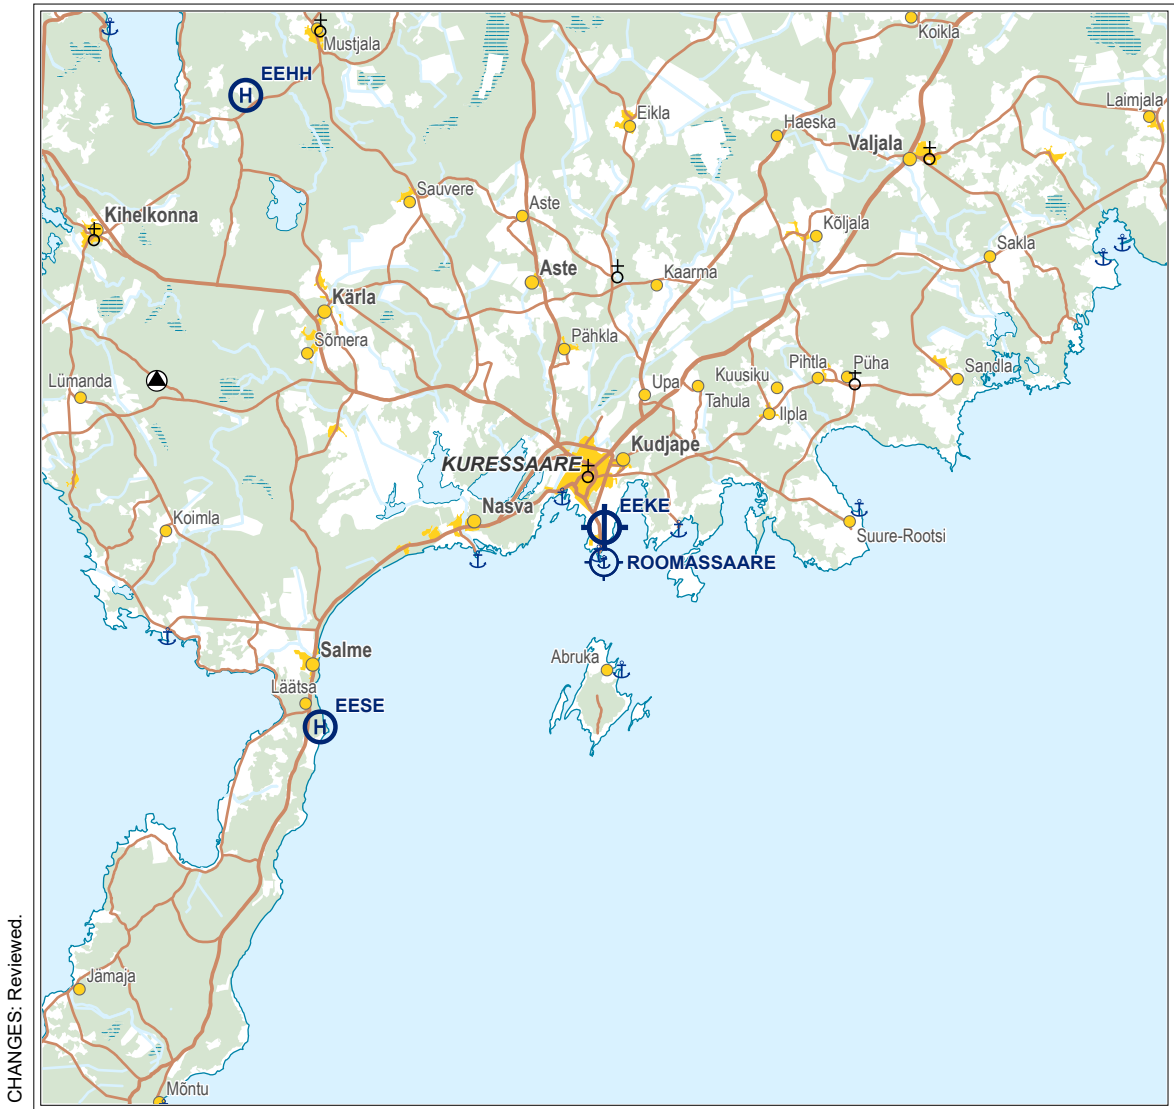 Mustjala
Koikla
EEHH
H
Laimjala
Eikla
Haeska
Valjala
Sauvere
Aste
Kihelkonna
Kõljala
Sakla
Aste
Kaarma
Kärla
Sõmera
Pähkla
Pihtla
Püha
Sandla
Lümanda
Upa
Kuusiku
Tahula
Ilpla
Kudjape
KURESSAARE
Nasva
EEKE
Koimla
Suure-Rootsi
ROOMASSAARE
Salme
Abruka
Läätsa
EESE
H
CHANGES: Reviewed.
Jämaja
Mõntu